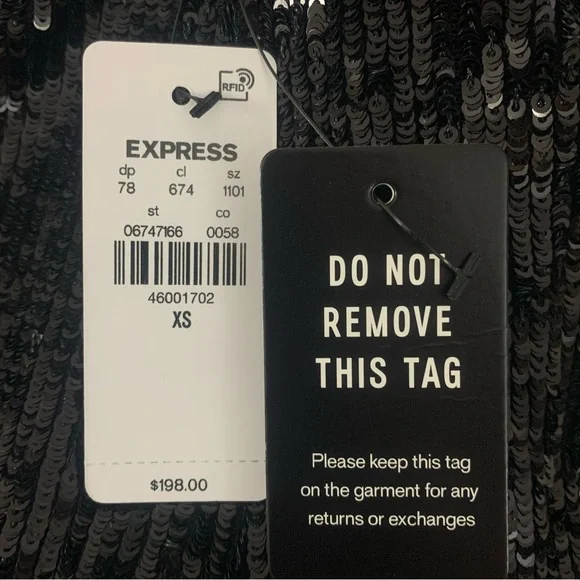 RFID
EXPRESS
dp cl sz
78 674 1101
st co
06747166 0058
46001702
XS
$198.00
DO NOT
REMOVE
THIS TAG
Please keep this tag
on the garment for any
returns or exchanges